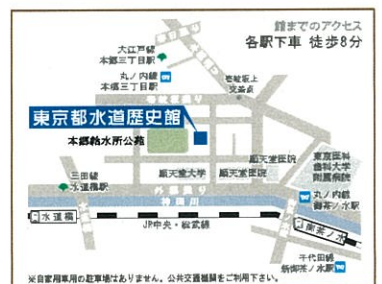 館までのアクセス
各駅下車 徒歩8分
大江戸線
本郷三丁目駅
丸ノ内線
本郷三丁目駅
壱岐坂上
交差点
東京都水道歴史館
本郷給水所公苑
順天堂大学
順天堂医院
順天堂医院
東京医科
歯科大学
附属病院
三田線
水道橋駅
外堀通り
神田川
丸ノ内線
御茶ノ水駅
水道橋
JR中央・総武線
御茶ノ水
千代田線
新御茶ノ水駅
※自家用車用の駐車場はありません。公共交通機関をご利用下さい。